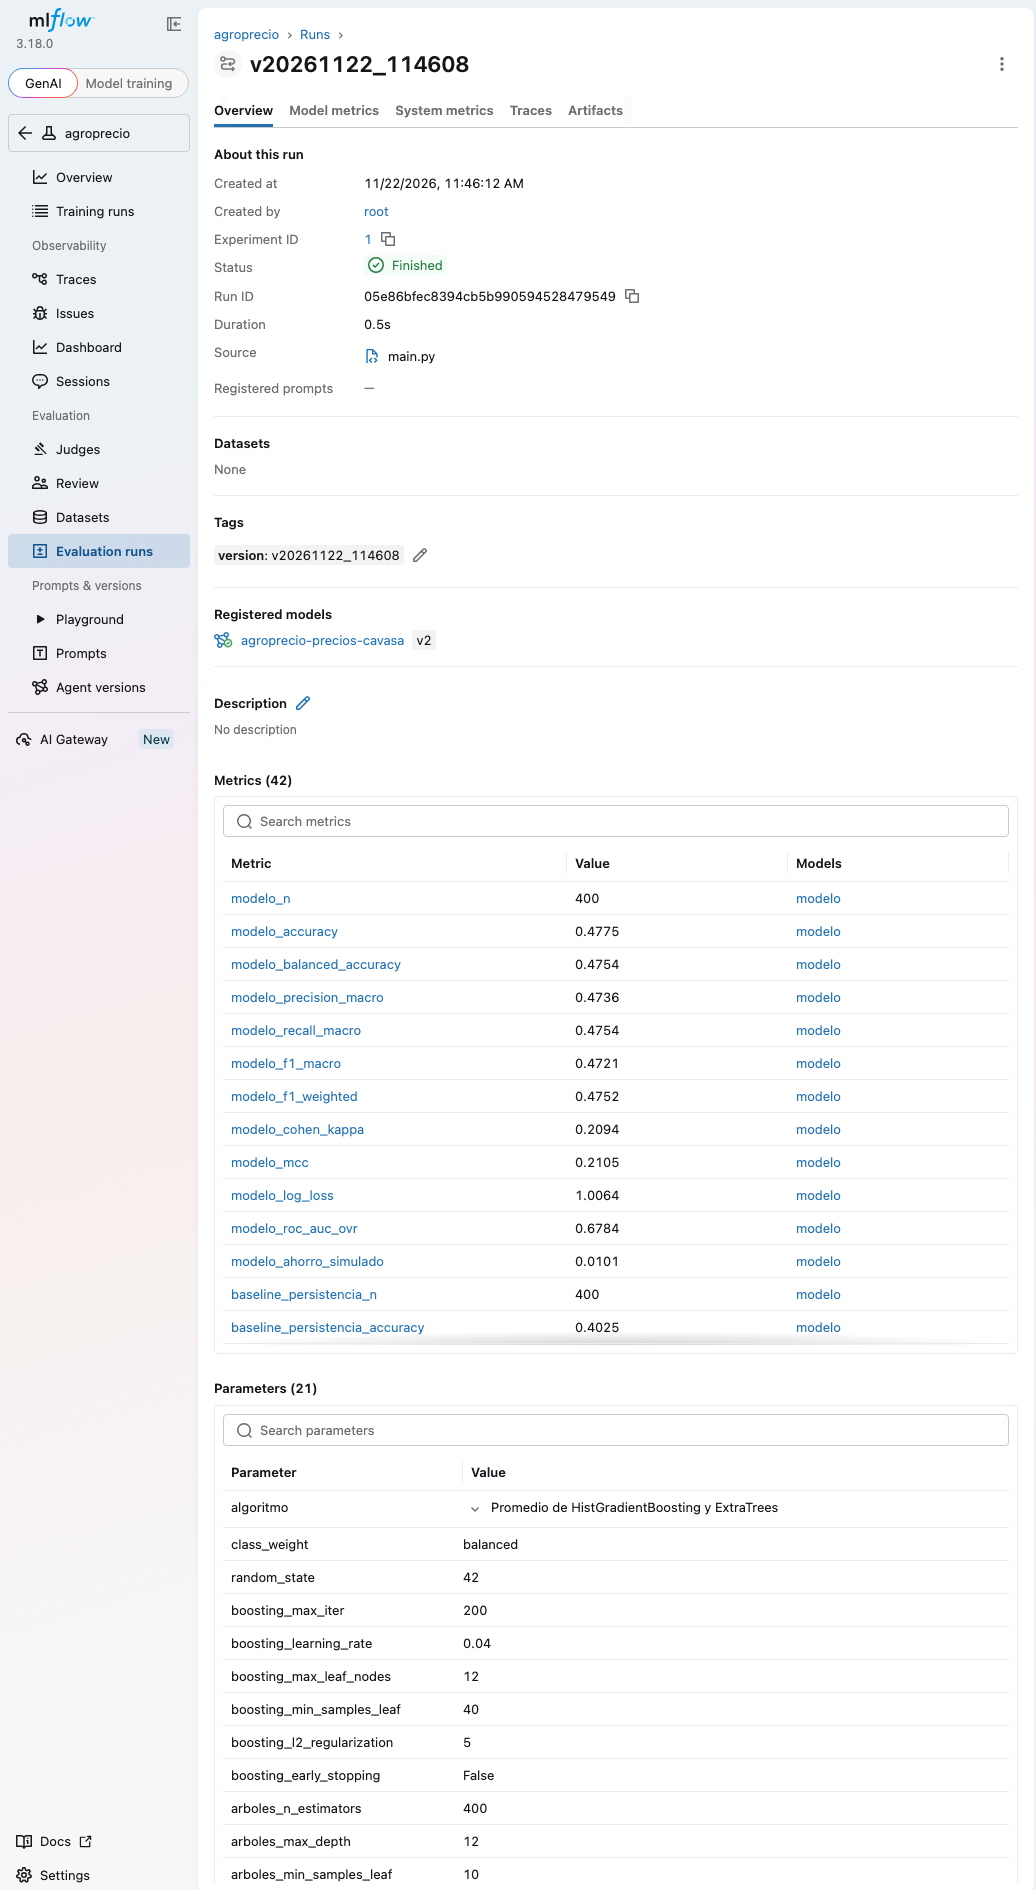 mlflow
3.18.0
GenAI
Model training
agroprecio
Overview
Training runs
Observability
Traces
Issues
Dashboard
Sessions
Evaluation
Judges
Review
Datasets
Evaluation runs
Prompts & versions
Playground
Prompts
Agent versions
AI Gateway New
Docs
Settings
agroprecio › Runs ›
v20261122_114608
Overview Model metrics System metrics Traces Artifacts
About this run
Created at 11/22/2026, 11:46:12 AM
Created by root
Experiment ID 1
Status Finished
Run ID 05e86bfec8394cb5b990594528479549
Duration 0.5s
Source main.py
Registered prompts —
Datasets
None
Tags
version: v20261122_114608
Registered models
agroprecio-precios-cavasa v2
Description
No description
Metrics (42)
Search metrics
Metric Value Models
modelo_n 400 modelo
modelo_accuracy 0.4775 modelo
modelo_balanced_accuracy 0.4754 modelo
modelo_precision_macro 0.4736 modelo
modelo_recall_macro 0.4754 modelo
modelo_f1_macro 0.4721 modelo
modelo_f1_weighted 0.4752 modelo
modelo_cohen_kappa 0.2094 modelo
modelo_mcc 0.2105 modelo
modelo_log_loss 1.0064 modelo
modelo_roc_auc_ovr 0.6784 modelo
modelo_ahorro_simulado 0.0101 modelo
baseline_persistencia_n 400 modelo
baseline_persistencia_accuracy 0.4025 modelo
Parameters (21)
Search parameters
Parameter Value
algoritmo Promedio de HistGradientBoosting y ExtraTrees
class_weight balanced
random_state 42
boosting_max_iter 200
boosting_learning_rate 0.04
boosting_max_leaf_nodes 12
boosting_min_samples_leaf 40
boosting_l2_regularization 5
boosting_early_stopping False
arboles_n_estimators 400
arboles_max_depth 12
arboles_min_samples_leaf 10